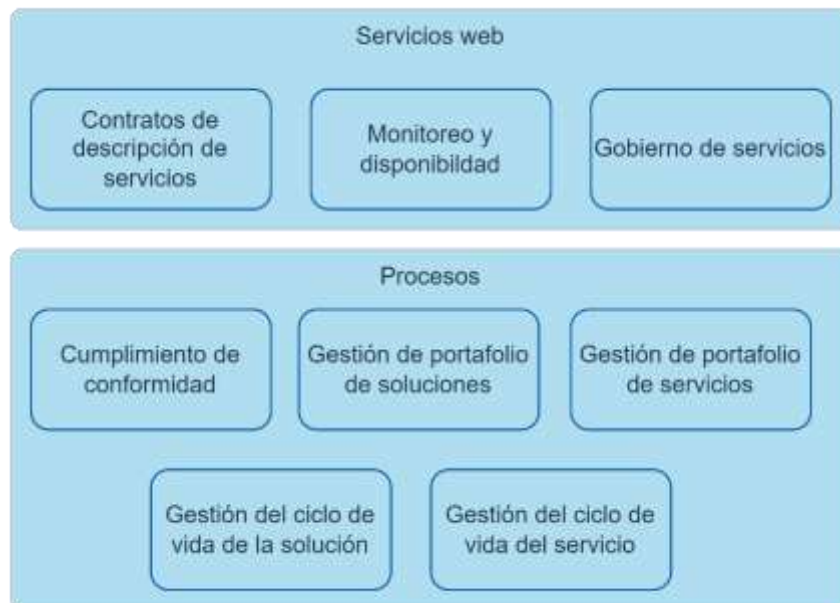 Servicios web
Contratos de
descripción de
servicios
Monitoreo y
disponibildad
Gobierno de servicios
Procesos
Cumplimiento de
conformidad
Gestión de portafolio
de soluciones
Gestión de portafolio
de servicios
Gestión del ciclo de
vida de la solución
Gestión del ciclo de
vida del servicio